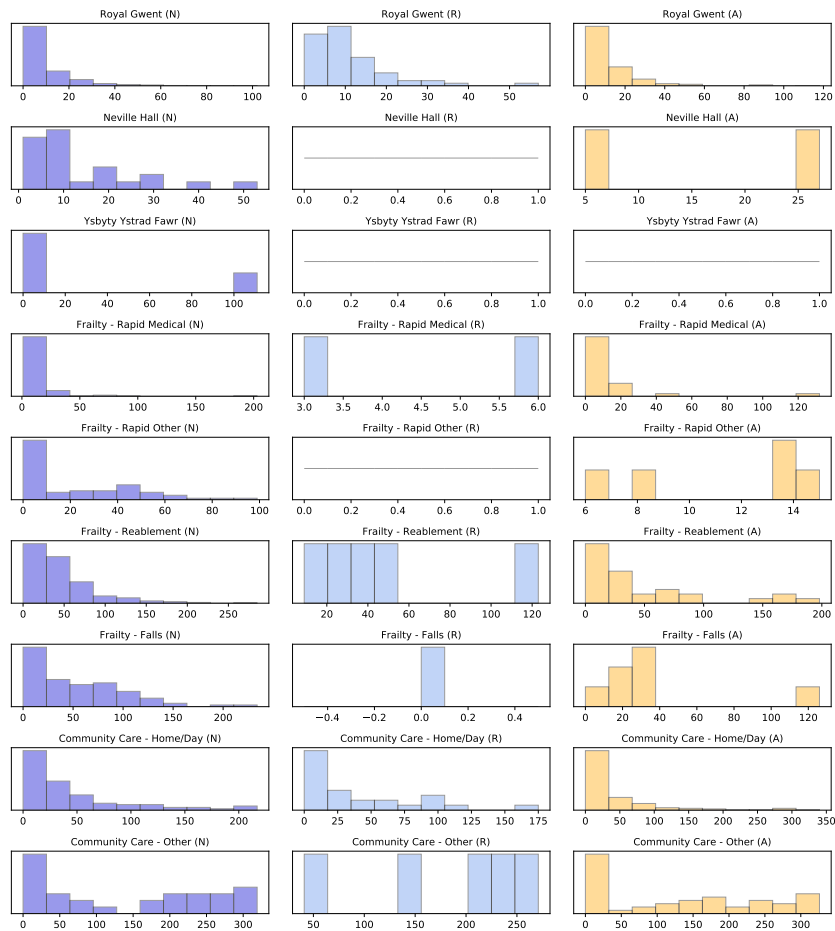 Royal Gwent (N) Royal Gwent (R) Royal Gwent (A)
0 20 40 60 80 100 0 10 20 30 40 50 0 20 40 60 80 100 120
Neville Hall (N) Neville Hall (R) Neville Hall (A)
0 10 20 30 40 50 0.0 0.2 0.4 0.6 0.8 1.0 5 10 15 20 25
Ysbyty Ystrad Fawr (N) Ysbyty Ystrad Fawr (R) Ysbyty Ystrad Fawr (A)
0 20 40 60 80 100 0.0 0.2 0.4 0.6 0.8 1.0 0.0 0.2 0.4 0.6 0.8 1.0
Frailty - Rapid Medical (N) Frailty - Rapid Medical (R) Frailty - Rapid Medical (A)
0 50 100 150 200 3.0 3.5 4.0 4.5 5.0 5.5 6.0 0 20 40 60 80 100 120
Frailty - Rapid Other (N) Frailty - Rapid Other (R) Frailty - Rapid Other (A)
0 20 40 60 80 100 0.0 0.2 0.4 0.6 0.8 1.0 6 8 10 12 14
Frailty - Reablement (N) Frailty - Reablement (R) Frailty - Reablement (A)
0 50 100 150 200 250 20 40 60 80 100 120 0 50 100 150 200
Frailty - Falls (N) Frailty - Falls (R) Frailty - Falls (A)
0 50 100 150 200 −0.4 −0.2 0.0 0.2 0.4 0 20 40 60 80 100 120
Community Care - Home/Day (N) Community Care - Home/Day (R) Community Care - Home/Day (A)
0 50 100 150 200 0 25 50 75 100 125 150 175 0 50 100 150 200 250 300 350
Community Care - Other (N) Community Care - Other (R) Community Care - Other (A)
0 50 100 150 200 250 300 50 100 150 200 250 0 50 100 150 200 250 300